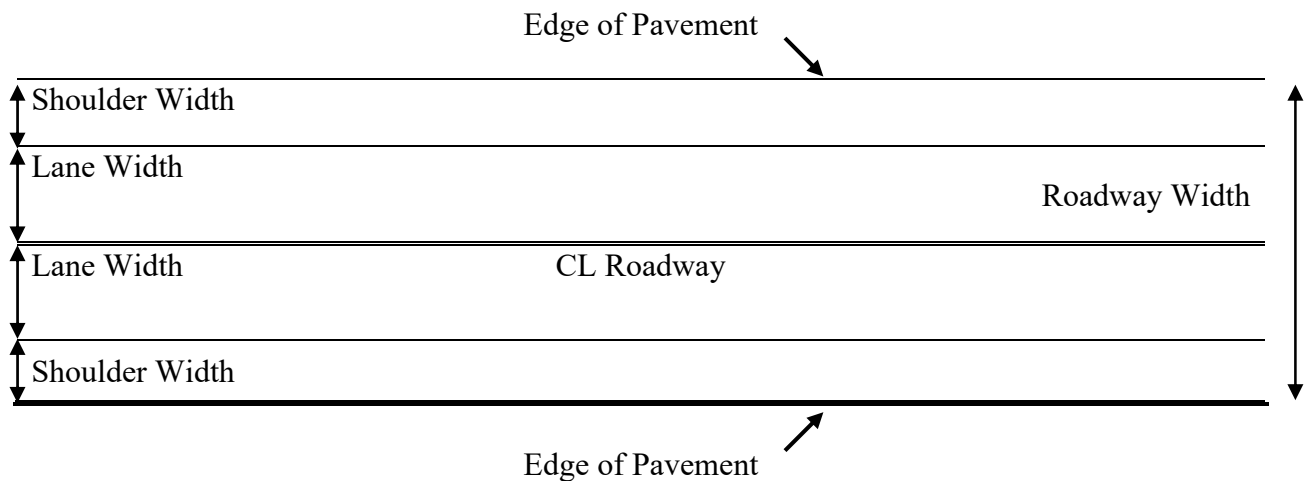 Edge of Pavement
Shoulder Width
Lane Width
Roadway Width
Lane Width
CL Roadway
Shoulder Width
Edge of Pavement